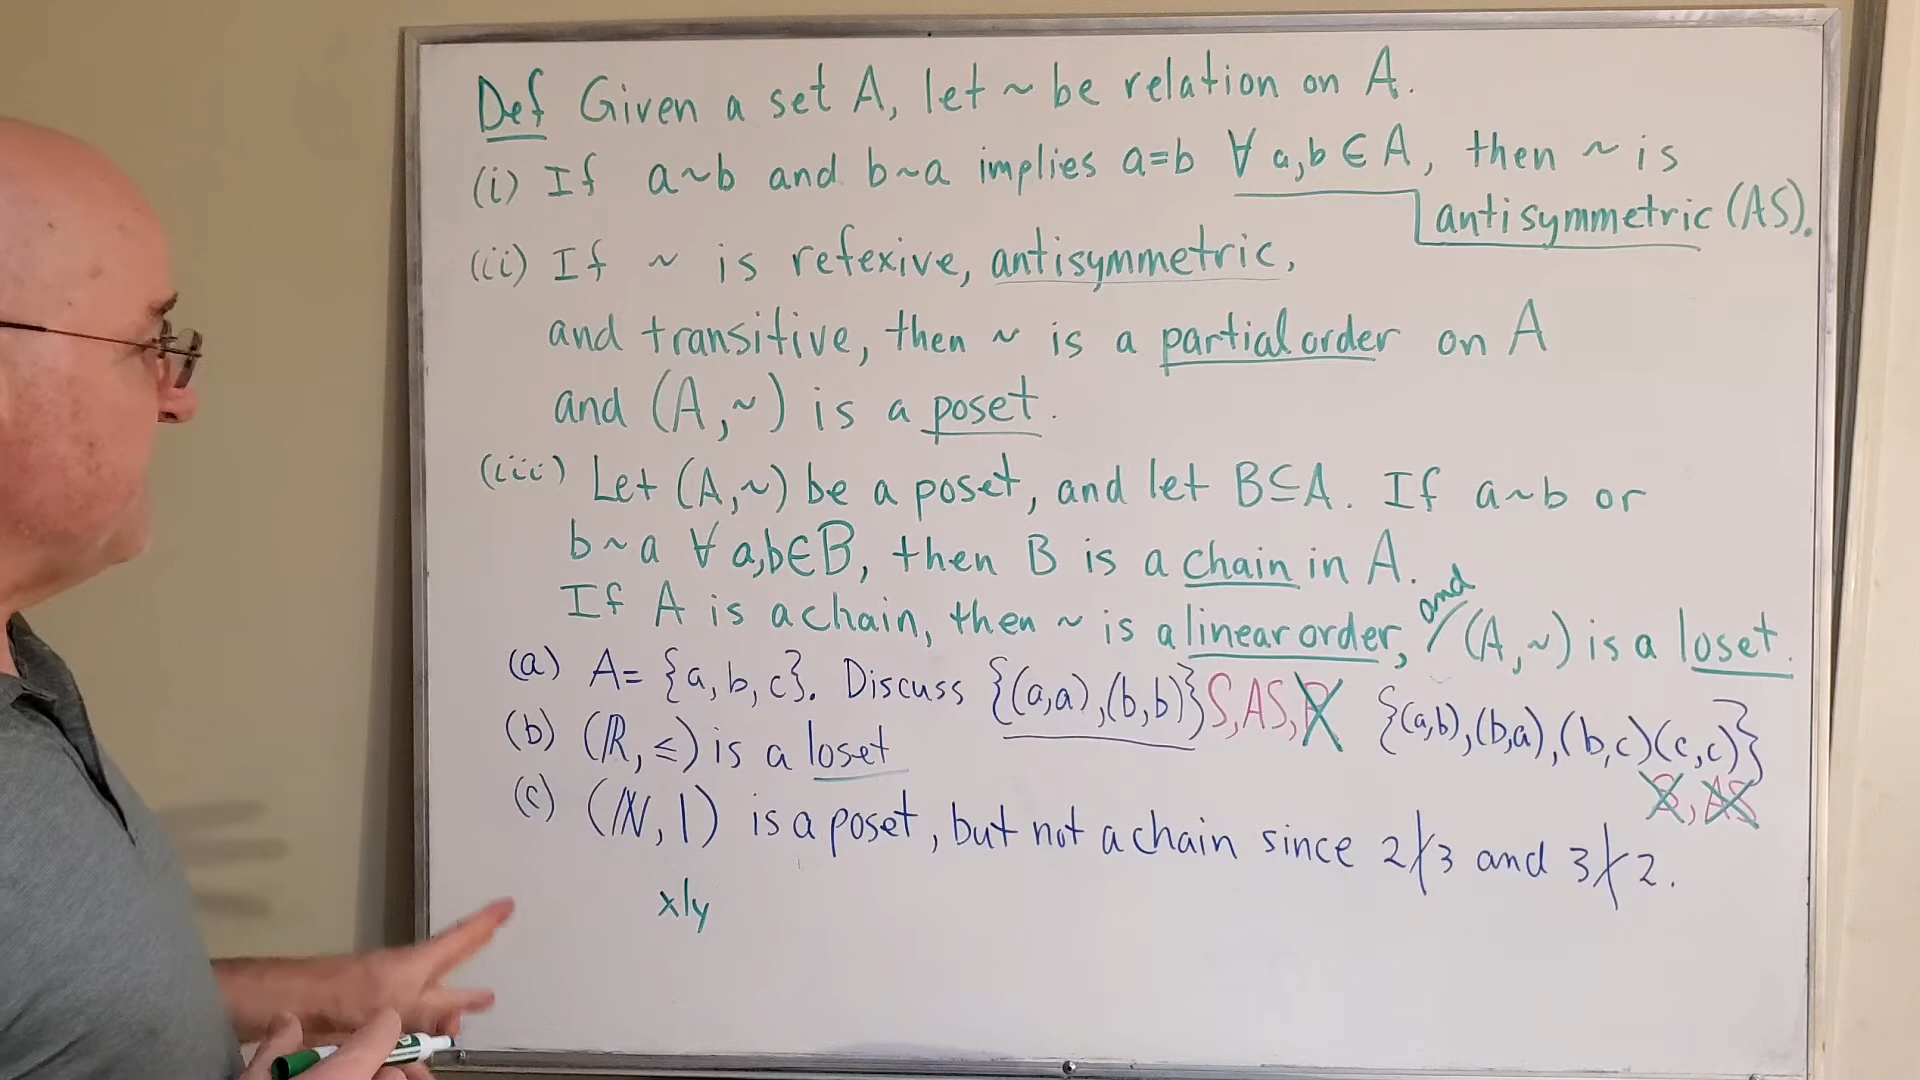 Def Given a set A, let ~ be relation on A.
(i) If a~b and b~a implies a=b ∀ a,b ∈ A, then ~ is
antisymmetric (AS).
(ii) If ~ is refexive, antisymmetric,
and transitive, then ~ is a partial order on A
and (A,~) is a poset.
(iii) Let (A,~) be a poset, and let B⊆A. If a~b or
b~a ∀ a,b∈B, then B is a chain in A.
If A is a chain, then ~ is a linear order, and (A,~) is a loset.
(a) A= {a,b,c}. Discuss {(a,a),(b,b)} S,AS, {(a,b),(b,a),(b,c)(c,c)}
(b) (ℝ,≤) is a loset
AS
(c) (ℕ,|) is a poset, but not a chain since 2∤3 and 3∤2.
x|y